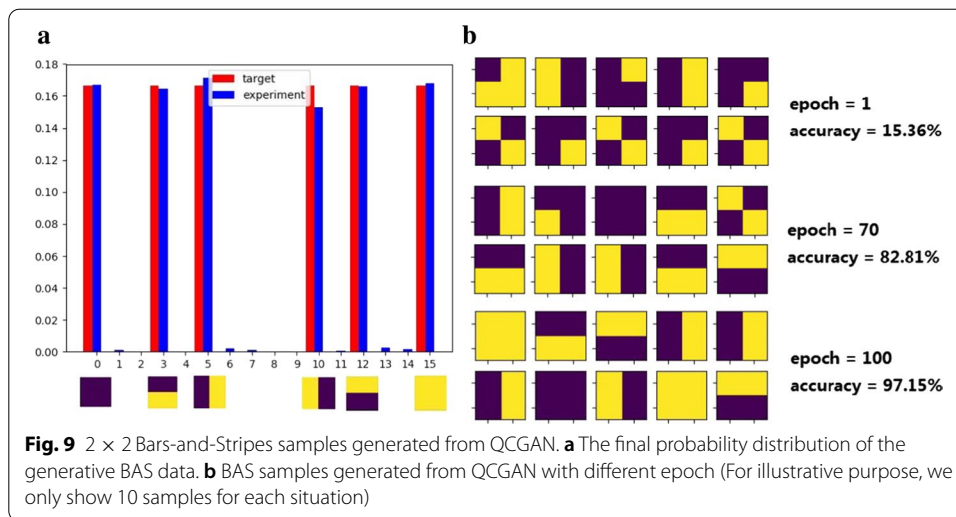 a
b
0.18
0.16
0.14
0.12
0.10
0.08
0.06
0.04
0.02
0.00
target
experiment
0 1 2 3 4 5 6 7 8 9 10 11 12 13 14 15
epoch = 1
accuracy = 15.36%
epoch = 70
accuracy = 82.81%
epoch = 100
accuracy = 97.15%
Fig. 9 2 × 2 Bars-and-Stripes samples generated from QCGAN. a The final probability distribution of the
generative BAS data. b BAS samples generated from QCGAN with different epoch (For illustrative purpose, we
only show 10 samples for each situation)